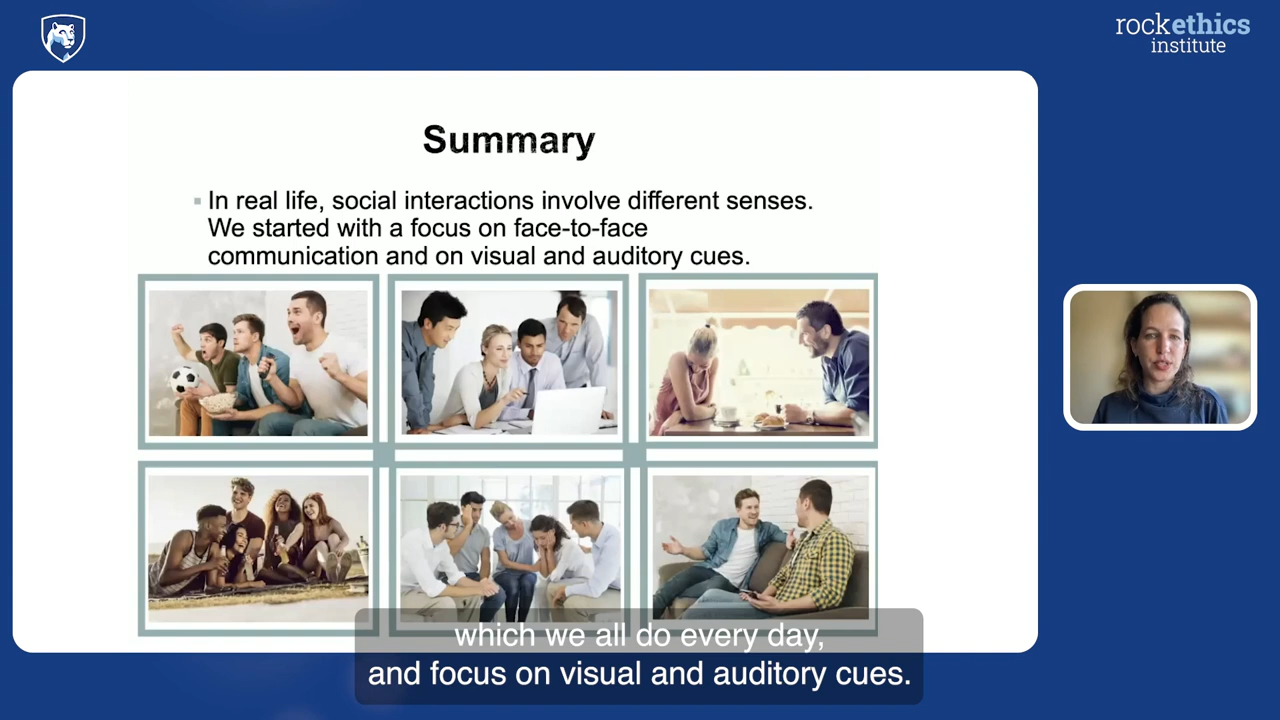 rockethics
institute
Summary
In real life, social interactions involve different senses.
We started with a focus on face-to-face
communication and on visual and auditory cues.
which we all do every day,
and focus on visual and auditory cues.